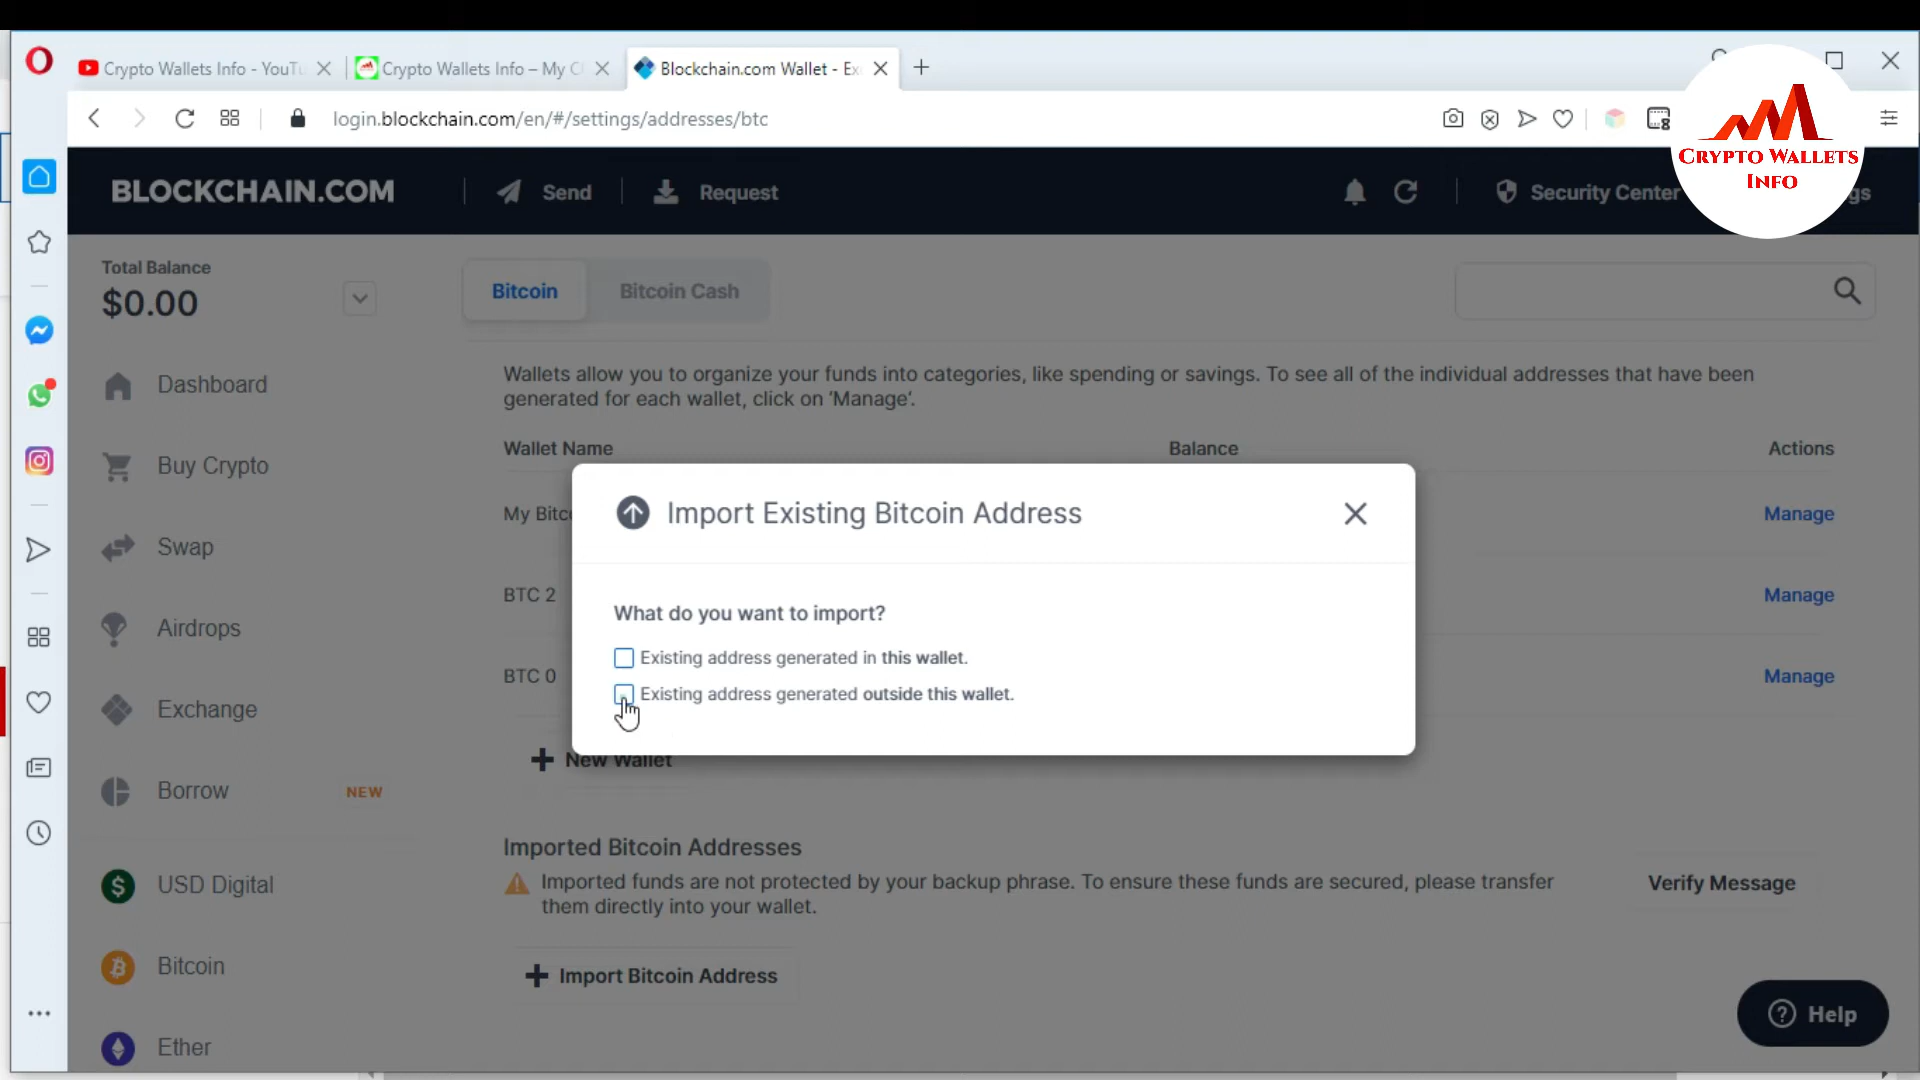 Crypto Wallets Info - YouTu
Crypto Wallets Info – My C
Blockchain.com Wallet - Ex
login.blockchain.com/en/#/settings/addresses/btc
CRYPTO WALLETS
INFO
BLOCKCHAIN.COM
Send
Request
Security Center
gs
Total Balance
$0.00
Bitcoin
Bitcoin Cash
Dashboard
Buy Crypto
Swap
Airdrops
Exchange
Borrow
NEW
USD Digital
Bitcoin
Ether
Wallets allow you to organize your funds into categories, like spending or savings. To see all of the individual addresses that have been
generated for each wallet, click on ‘Manage’.
Wallet Name
Balance
Actions
My Bitc
Manage
BTC 2
Manage
BTC 0
Manage
Import Existing Bitcoin Address
What do you want to import?
Existing address generated in this wallet.
Existing address generated outside this wallet.
New Wallet
Imported Bitcoin Addresses
Imported funds are not protected by your backup phrase. To ensure these funds are secured, please transfer
them directly into your wallet.
Verify Message
Import Bitcoin Address
Help